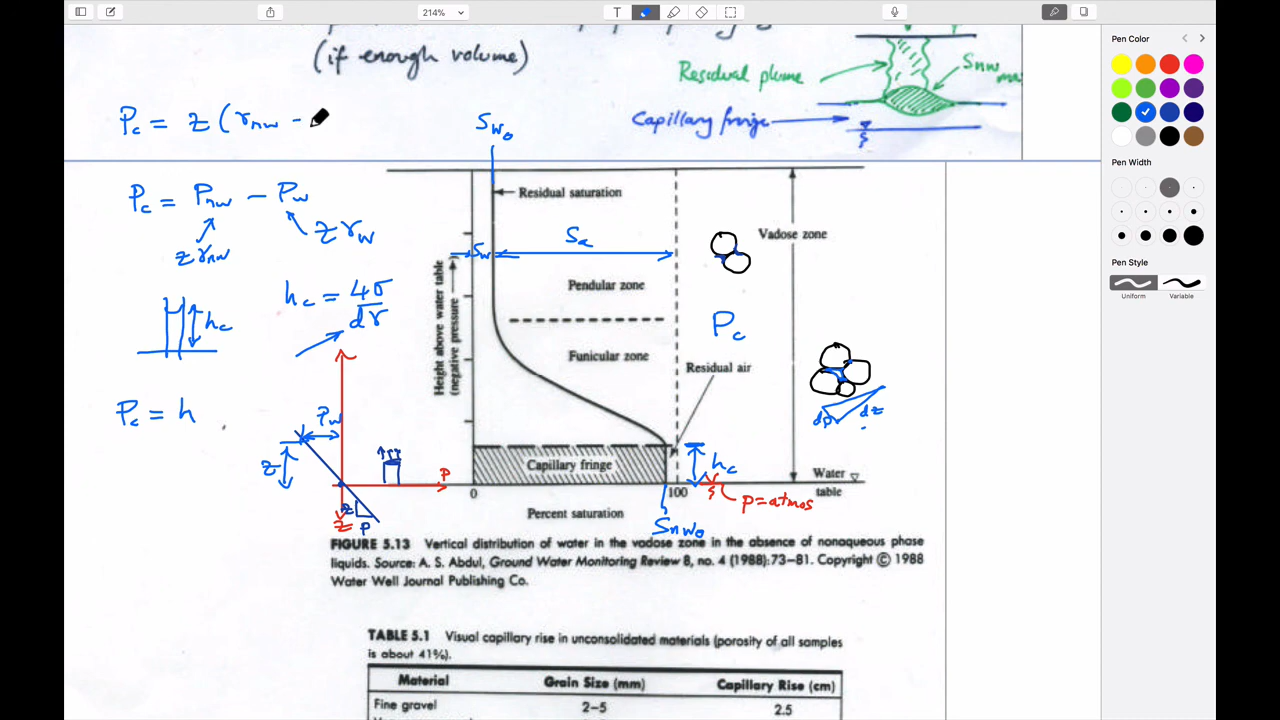 214%
T
Pen Color
Pen Width
Pen Style
Uniform
Variable
(if enough volume)
Residual plume
Snw
Capillary fringe
Pc = z (γnw -
Sw₀
Pc = Pnw - Pw
zγnw
zγw
hc = 4σ
dγ
hc
Pc = h
Pw
z
P
z
z
P
Residual saturation
Sw
Sa
Vadose zone
Pendular zone
Pc
Funicular zone
Residual air
Height above water table
(negative pressure)
dp
dz
Capillary fringe
hc
Water
table
0
100
p=atmos
Percent saturation
Snw₀
FIGURE 5.13 Vertical distribution of water in the vadose zone in the absence of nonaqueous phase
liquids. Source: A. S. Abdul, Ground Water Monitoring Review 8, no. 4 (1988):73–81. Copyright © 1988
Water Well Journal Publishing Co.
TABLE 5.1 Visual capillary rise in unconsolidated materials (porosity of all samples
is about 41%).
Material Grain Size (mm) Capillary Rise (cm)
Fine gravel 2–5 2.5